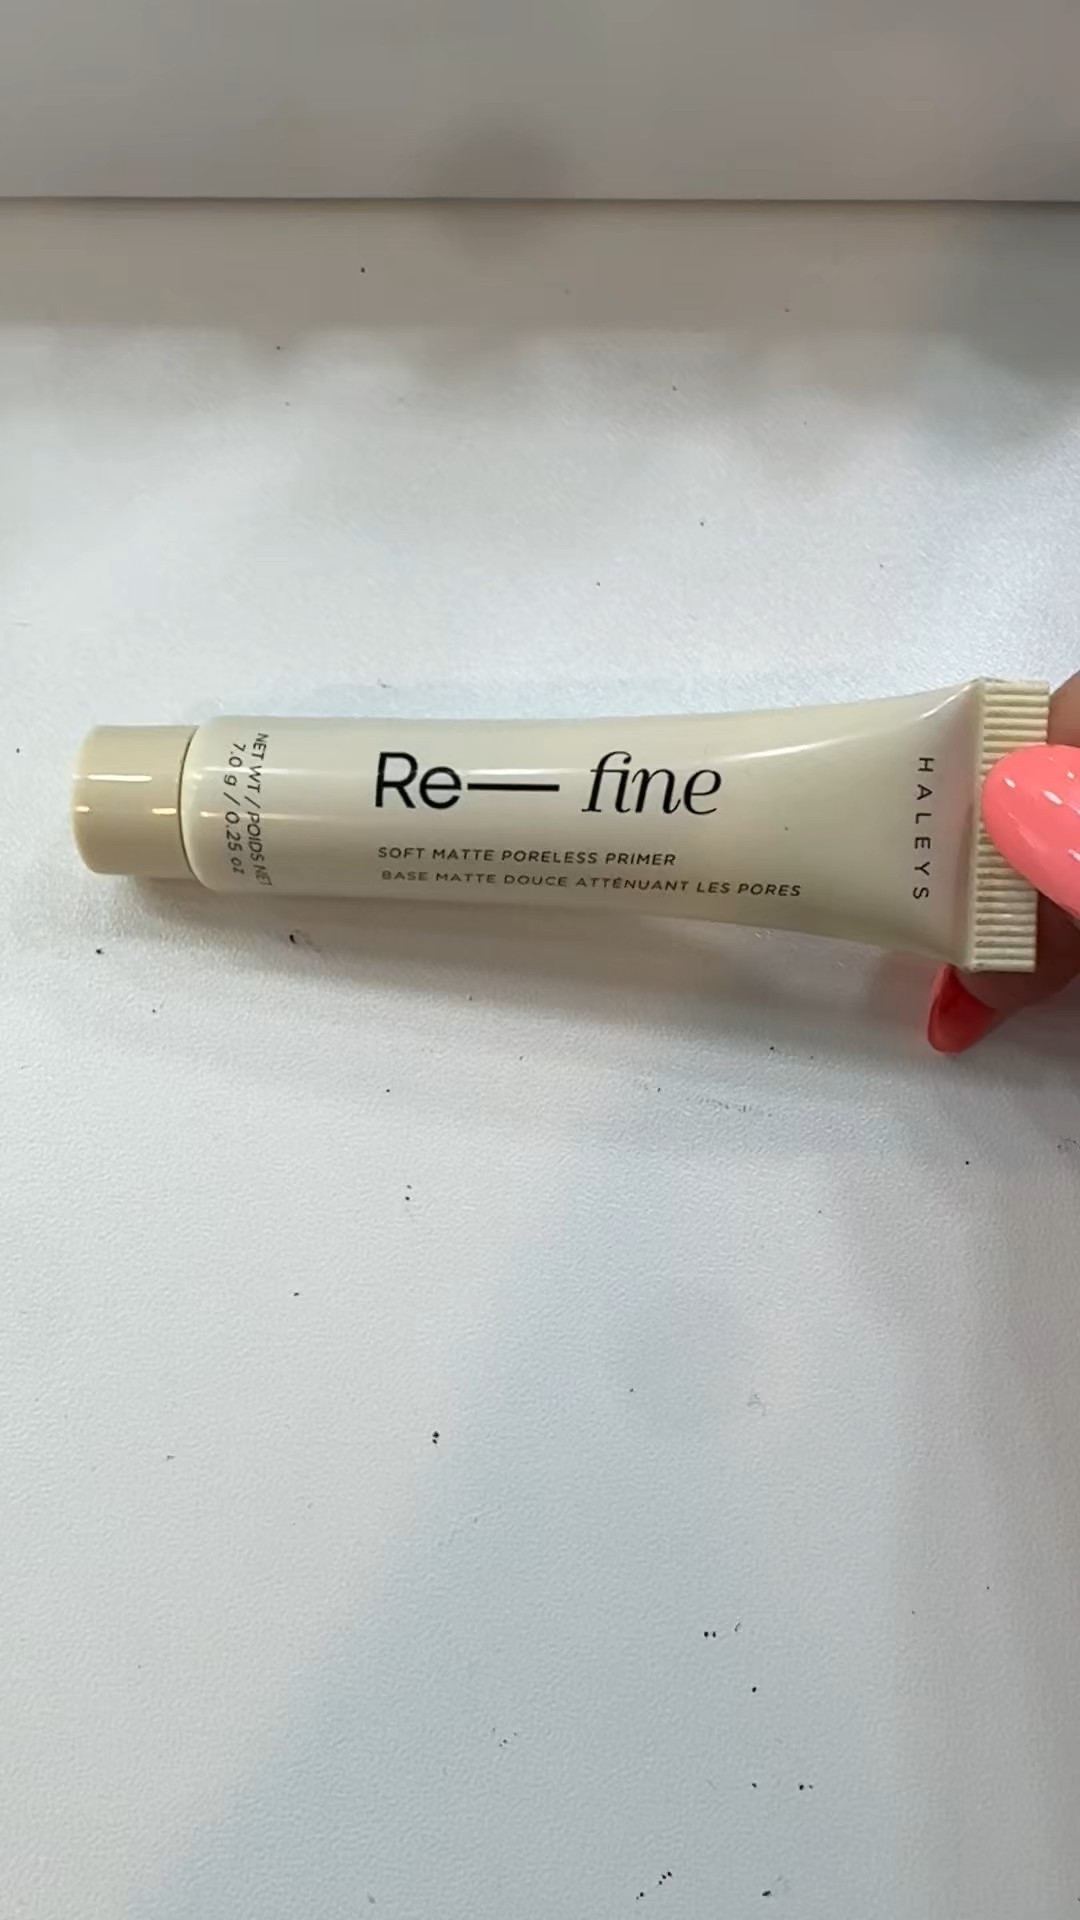 Re— fine
SOFT MATTE PORELESS PRIMER
BASE MATTE DOUCE ATTÉNUANT LES PORES
HALEYS
NET WT / POIDS NET
7.0 g / 0.25 oz